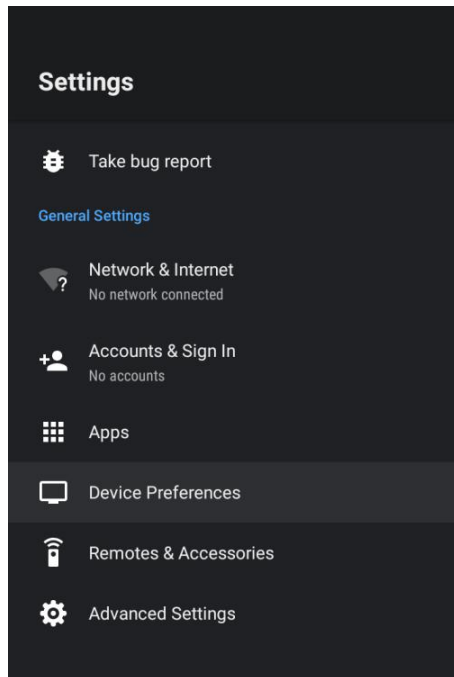 Settings
Take bug report
General Settings
Network & Internet
No network connected
Accounts & Sign In
No accounts
Apps
Device Preferences
Remotes & Accessories
Advanced Settings